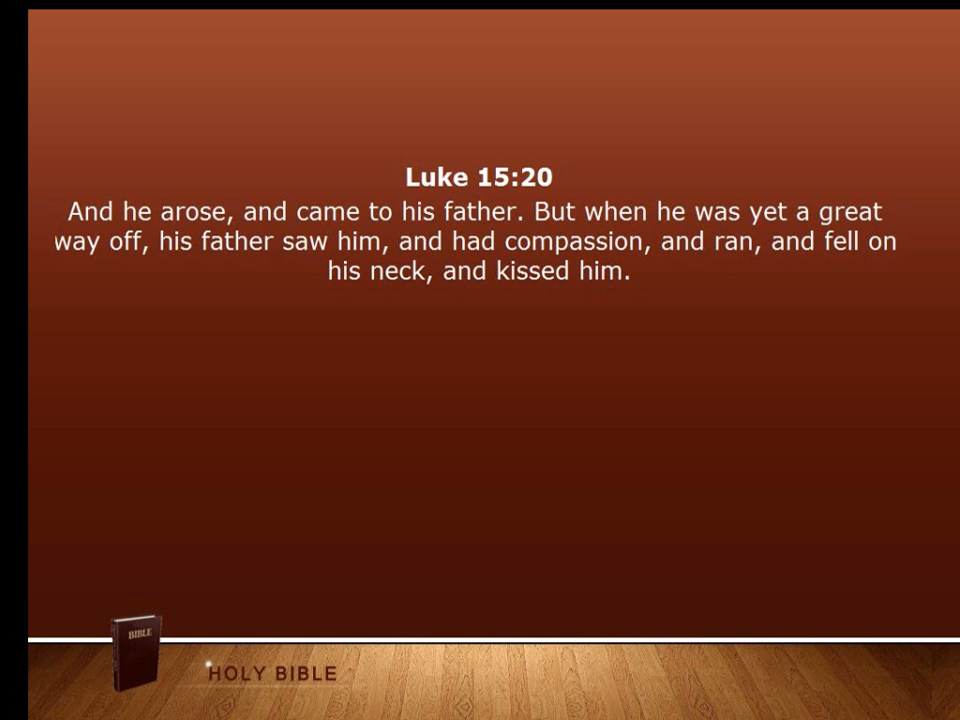 Luke 15:20
And he arose, and came to his father. But when he was yet a great
way off, his father saw him, and had compassion, and ran, and fell on
his neck, and kissed him.
BIBLE
HOLY BIBLE